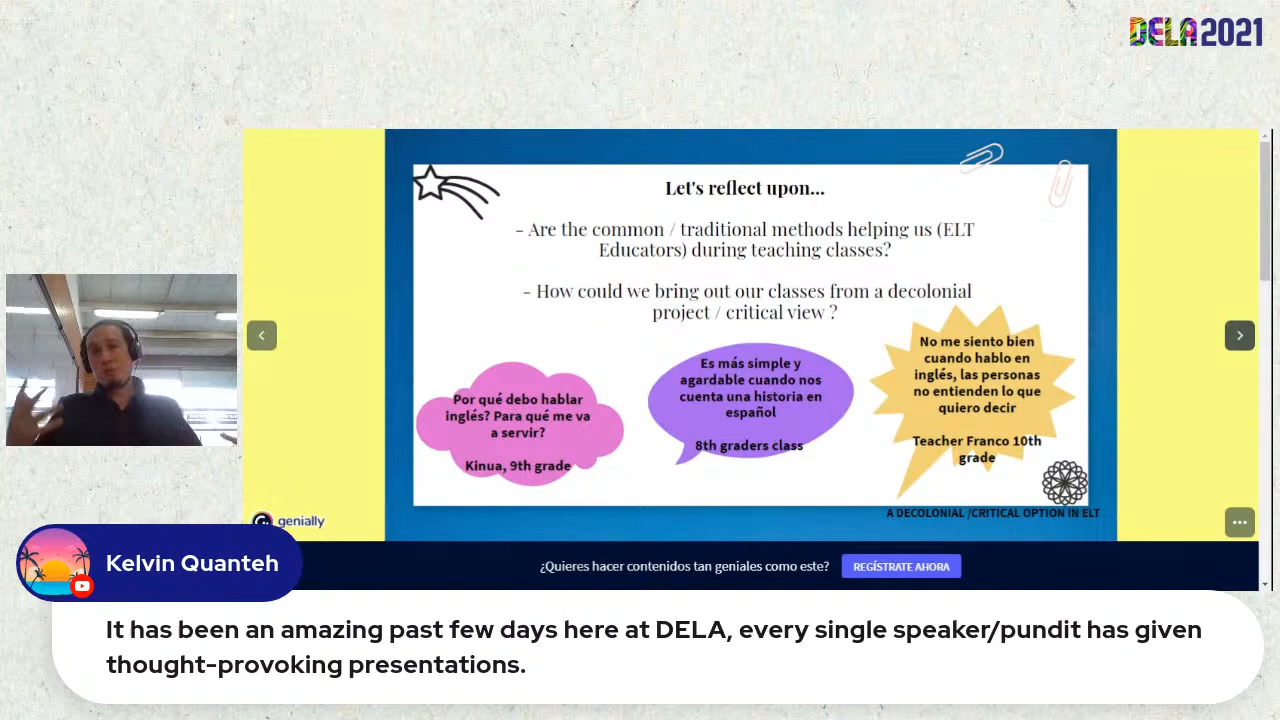 DELA 2021
Let's reflect upon...
- Are the common / traditional methods helping us (ELT
Educators) during teaching classes?
- How could we bring out our classes from a decolonial
project / critical view ?
Por qué debo hablar
inglés? Para qué me va
a servir?
Kinua, 9th grade
Es más simple y
agardable cuando nos
cuenta una historia en
español
8th graders class
No me siento bien
cuando hablo en
inglés, las personas
no entienden lo que
quiero decir
Teacher Franco 10th
grade
A DECOLONIAL /CRITICAL OPTION IN ELT
genially
¿Quieres hacer contenidos tan geniales como este?
REGÍSTRATE AHORA
Kelvin Quanteh
It has been an amazing past few days here at DELA, every single speaker/pundit has given
thought-provoking presentations.